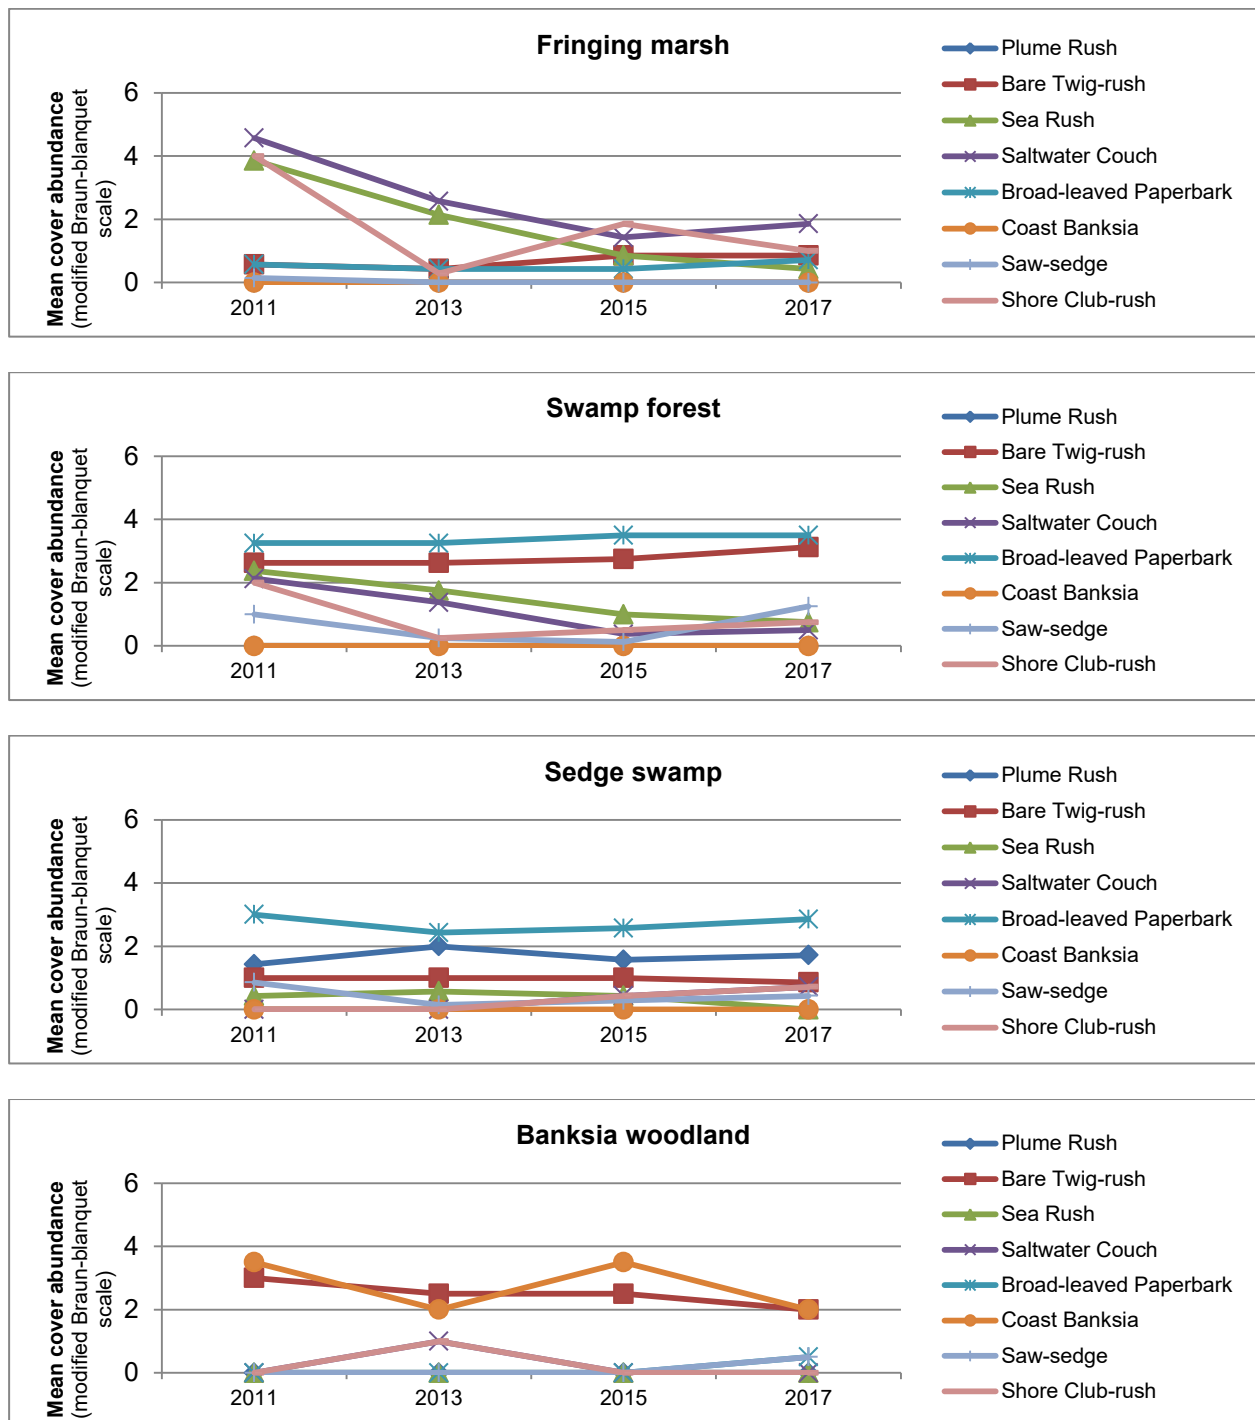 Fringing marsh
Mean cover abundance
(modified Braun-blanquet
scale)
6
4
2
0
2011
2013
2015
2017
Plume Rush
Bare Twig-rush
Sea Rush
Saltwater Couch
Broad-leaved Paperbark
Coast Banksia
Saw-sedge
Shore Club-rush
Swamp forest
Mean cover abundance
(modified Braun-blanquet
scale)
6
4
2
0
2011
2013
2015
2017
Plume Rush
Bare Twig-rush
Sea Rush
Saltwater Couch
Broad-leaved Paperbark
Coast Banksia
Saw-sedge
Shore Club-rush
Sedge swamp
Mean cover abundance
(modified Braun-blanquet
scale)
6
4
2
0
2011
2013
2015
2017
Plume Rush
Bare Twig-rush
Sea Rush
Saltwater Couch
Broad-leaved Paperbark
Coast Banksia
Saw-sedge
Shore Club-rush
Banksia woodland
Mean cover abundance
(modified Braun-blanquet
scale)
6
4
2
0
2011
2013
2015
2017
Plume Rush
Bare Twig-rush
Sea Rush
Saltwater Couch
Broad-leaved Paperbark
Coast Banksia
Saw-sedge
Shore Club-rush